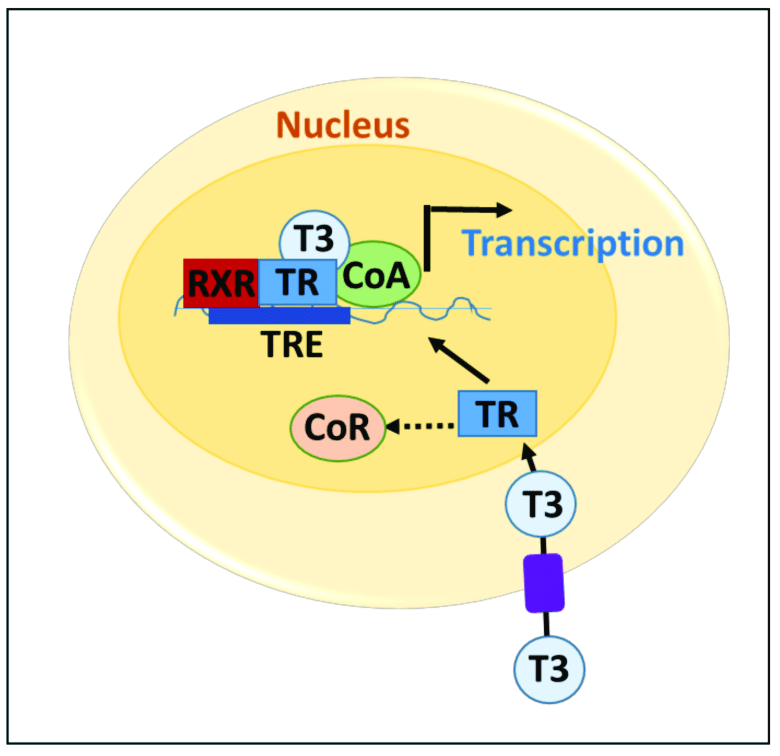 Nucleus
T3
Transcription
RXR TR CoA
TRE
CoR TR
T3
T3